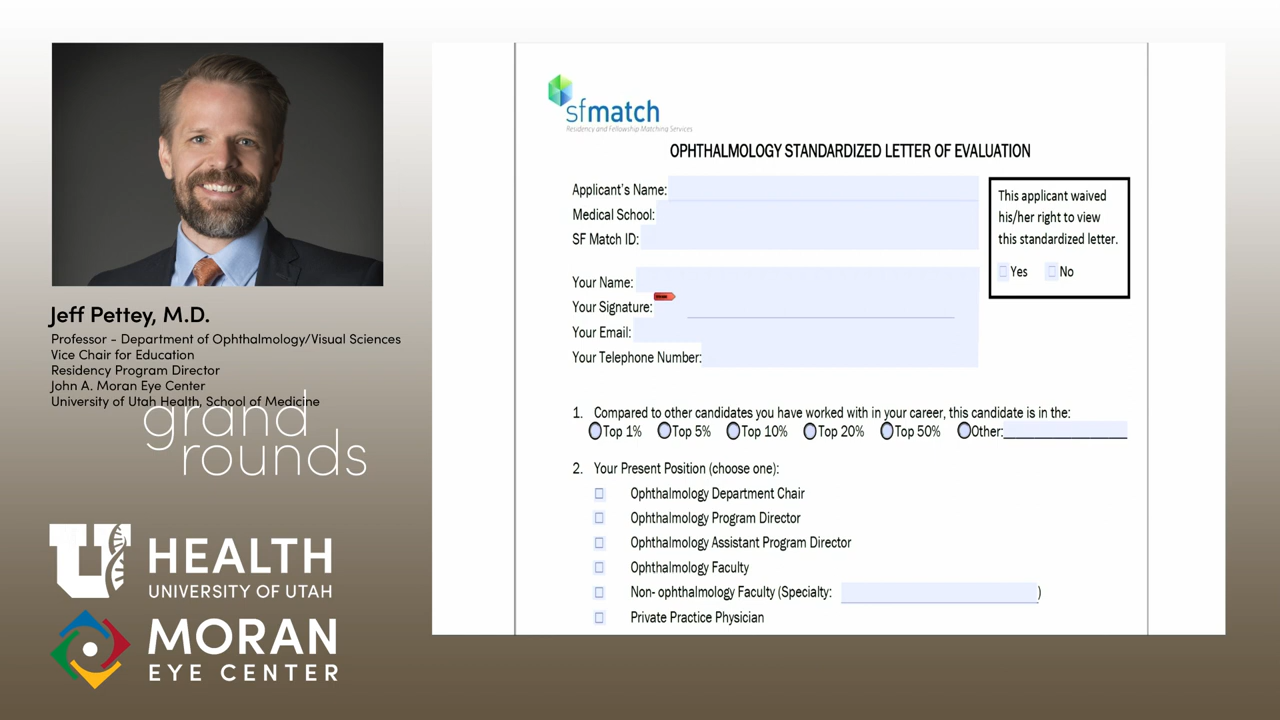 Jeff Pettey, M.D.
Professor - Department of Ophthalmology/Visual Sciences
Vice Chair for Education
Residency Program Director
John A. Moran Eye Center
University of Utah Health, School of Medicine
grand
rounds
U HEALTH
UNIVERSITY OF UTAH
MORAN
EYE CENTER
sfmatch
Residency and Fellowship Matching Services
OPHTHALMOLOGY STANDARDIZED LETTER OF EVALUATION
Applicant's Name:
Medical School:
SF Match ID:
This applicant waived
his/her right to view
this standardized letter.
Yes No
Your Name:
Your Signature:
Your Email:
Your Telephone Number:
1. Compared to other candidates you have worked with in your career, this candidate is in the:
Top 1% Top 5% Top 10% Top 20% Top 50% Other:
2. Your Present Position (choose one):
Ophthalmology Department Chair
Ophthalmology Program Director
Ophthalmology Assistant Program Director
Ophthalmology Faculty
Non- ophthalmology Faculty (Specialty: )
Private Practice Physician